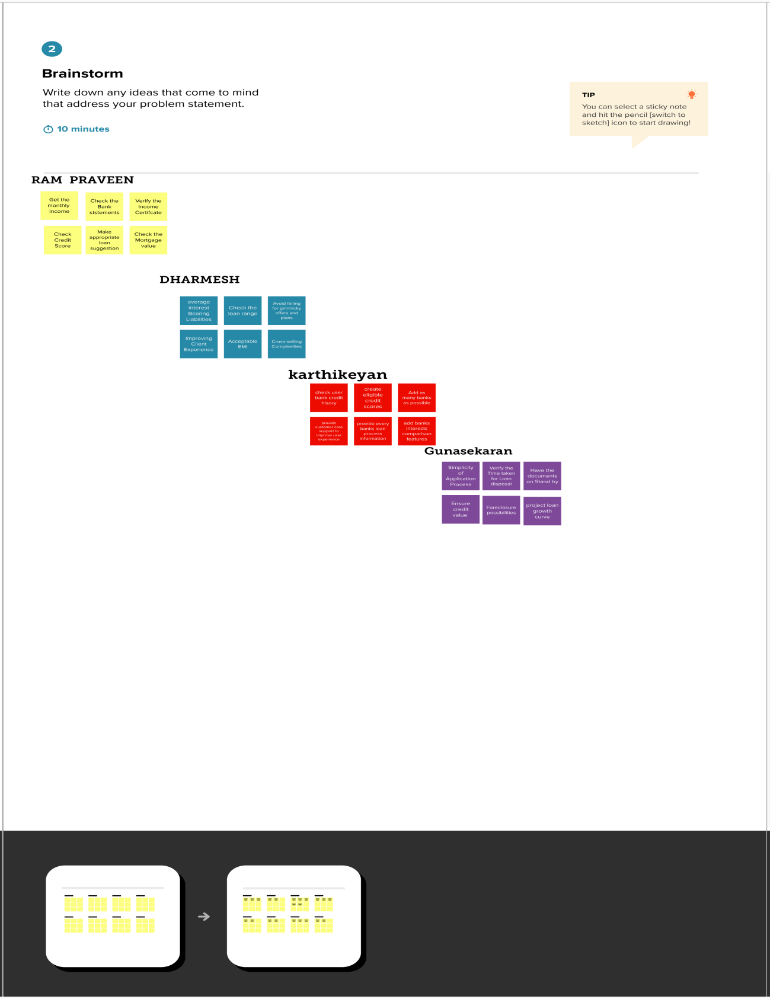 2
Brainstorm
Write down any ideas that come to mind
that address your problem statement.
10 minutes
TIP
You can select a sticky note
and hit the pencil [switch to
sketch] icon to start drawing!
RAM PRAVEEN
Get the
monthly
income
Check the
Bank
ststements
Verify the
Income
Certifcate
Check
Credit
Score
Make
appropriate
loan
suggestion
Check the
Mortgage
value
DHARMESH
average
interest
Bearing
Liabilities
Check the
loan range
Avoid falling
for gimmicky
offers and
plans
Improving
Client
Experience
Acceptable
EMI
Cross-selling
Complexities
karthikeyan
check user
bank credit
hisory
create
eligible
credit
scores
Add as
many banks
as possible
provide
customer care
support to
improve user
experience
provide every
banks loan
process
information
add banks
interests
comparison
features
Gunasekaran
Simplicity
of
Application
Process
Verify the
Time taken
for Loan
disposal
Have the
documents
on Stand by
Ensure
credit
value
Foreclosure
possibilities
project loan
growth
curve